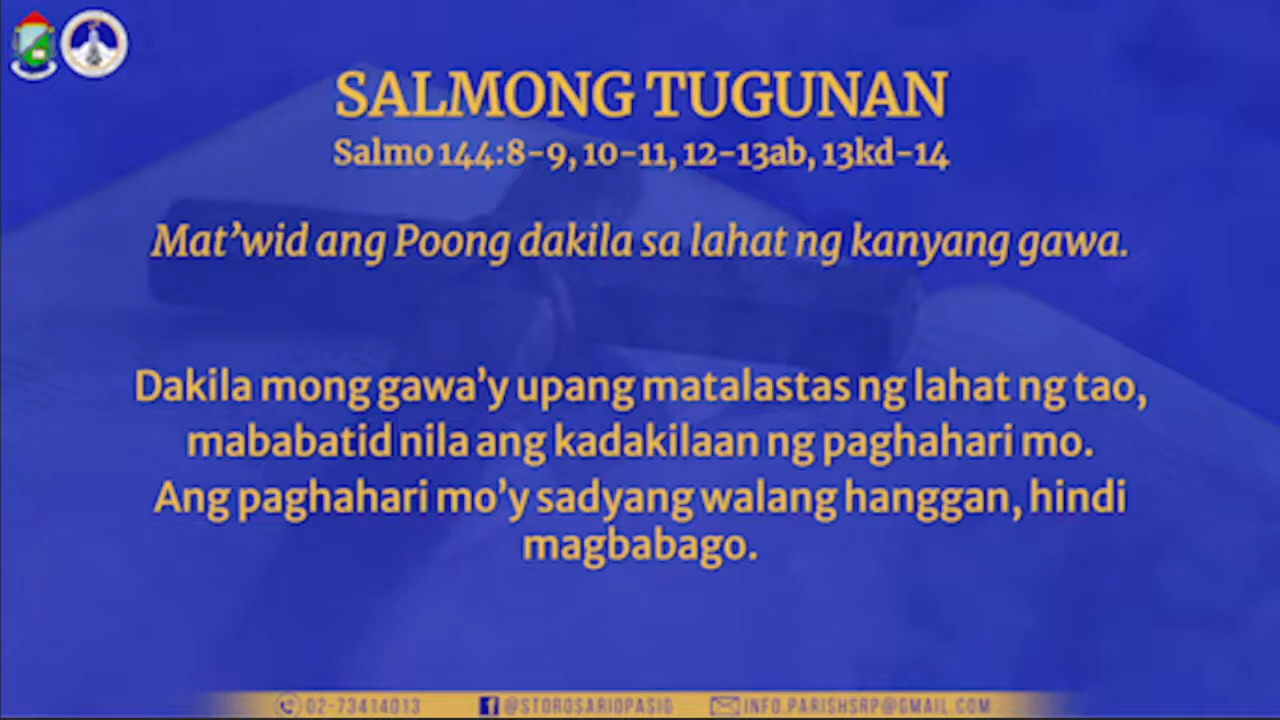 SALMONG TUGUNAN
Salmo 144:8-9, 10-11, 12-13ab, 13kd-14
Mat’wid ang Poong dakila sa lahat ng kanyang gawa.
Dakila mong gawa’y upang matalastas ng lahat ng tao,
mababatid nila ang kadakilaan ng paghahari mo.
Ang paghahari mo’y sadyang walang hanggan, hindi
magbabago.
02-73414013 @STOROSARIOPASIG INFO.PARISHSRP@GMAIL.COM